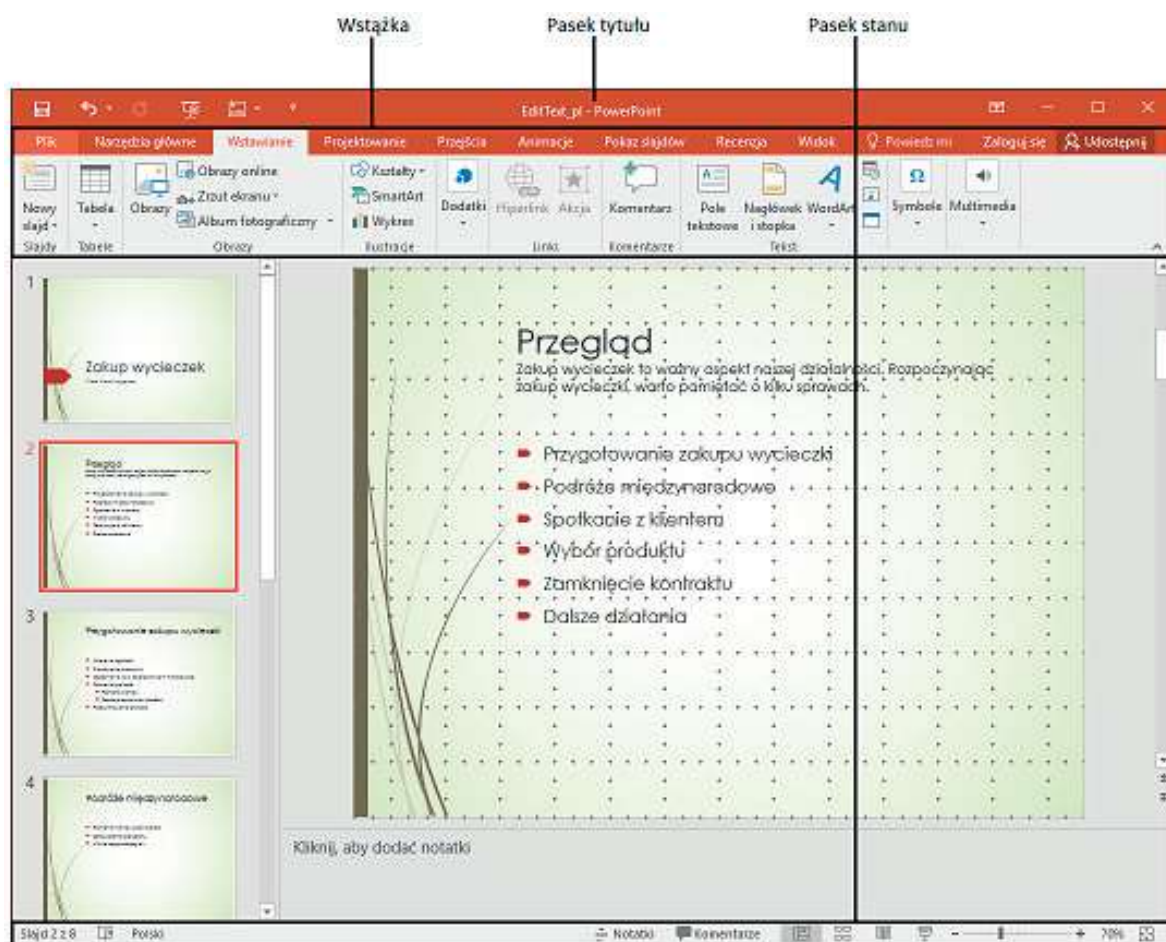 Wstążka Pasek tytułu Pasek stanu
EditText_pl - PowerPoint
Plik Narzędzia główne Wstawianie Projektowanie Przejścia Animacje Pokaz slajdów Recenzja Widok Powiedz mi Zaloguj się Udostępnij
Nowy slajd
Tabela
Obrazy
Obrazy online
Zrzut ekranu
Album fotograficzny
Kształty
SmartArt
Wykres
Dodatki
Hiperlink
Akcja
Komentarz
Pole tekstowe
Nagłówek i stopka
WordArt
Symbole
Multimedia
Slajdy Tabele Obrazy Ilustracje Linki Komentarze Tekst
1
Zakup wycieczek
2
Przegląd
3
Przygotowanie zakupu wycieczki
4
Podróże międzynarodowe
Przegląd
Zakup wycieczek to ważny aspekt naszej działalności. Rozpoczynając
zakup wycieczki, warto pamiętać o kilku sprawach.
Przygotowanie zakupu wycieczki
Podróże międzynarodowe
Spotkanie z klientem
Wybór produktu
Zamknięcie kontraktu
Dalsze działania
Kliknij, aby dodać notatki
Slajd 2 z 8 Polski Notatki Komentarze 70%